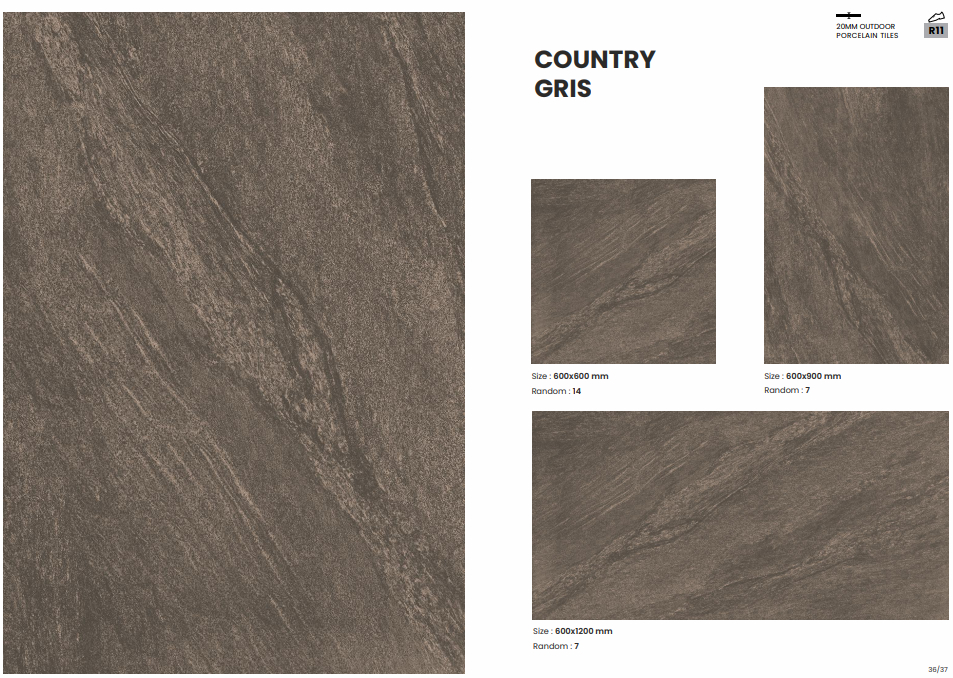 20MM OUTDOOR
PORCELAIN TILES
R11
COUNTRY
GRIS
Size : 600x600 mm
Random : 14
Size : 600x900 mm
Random : 7
Size : 600x1200 mm
Random : 7
36/37